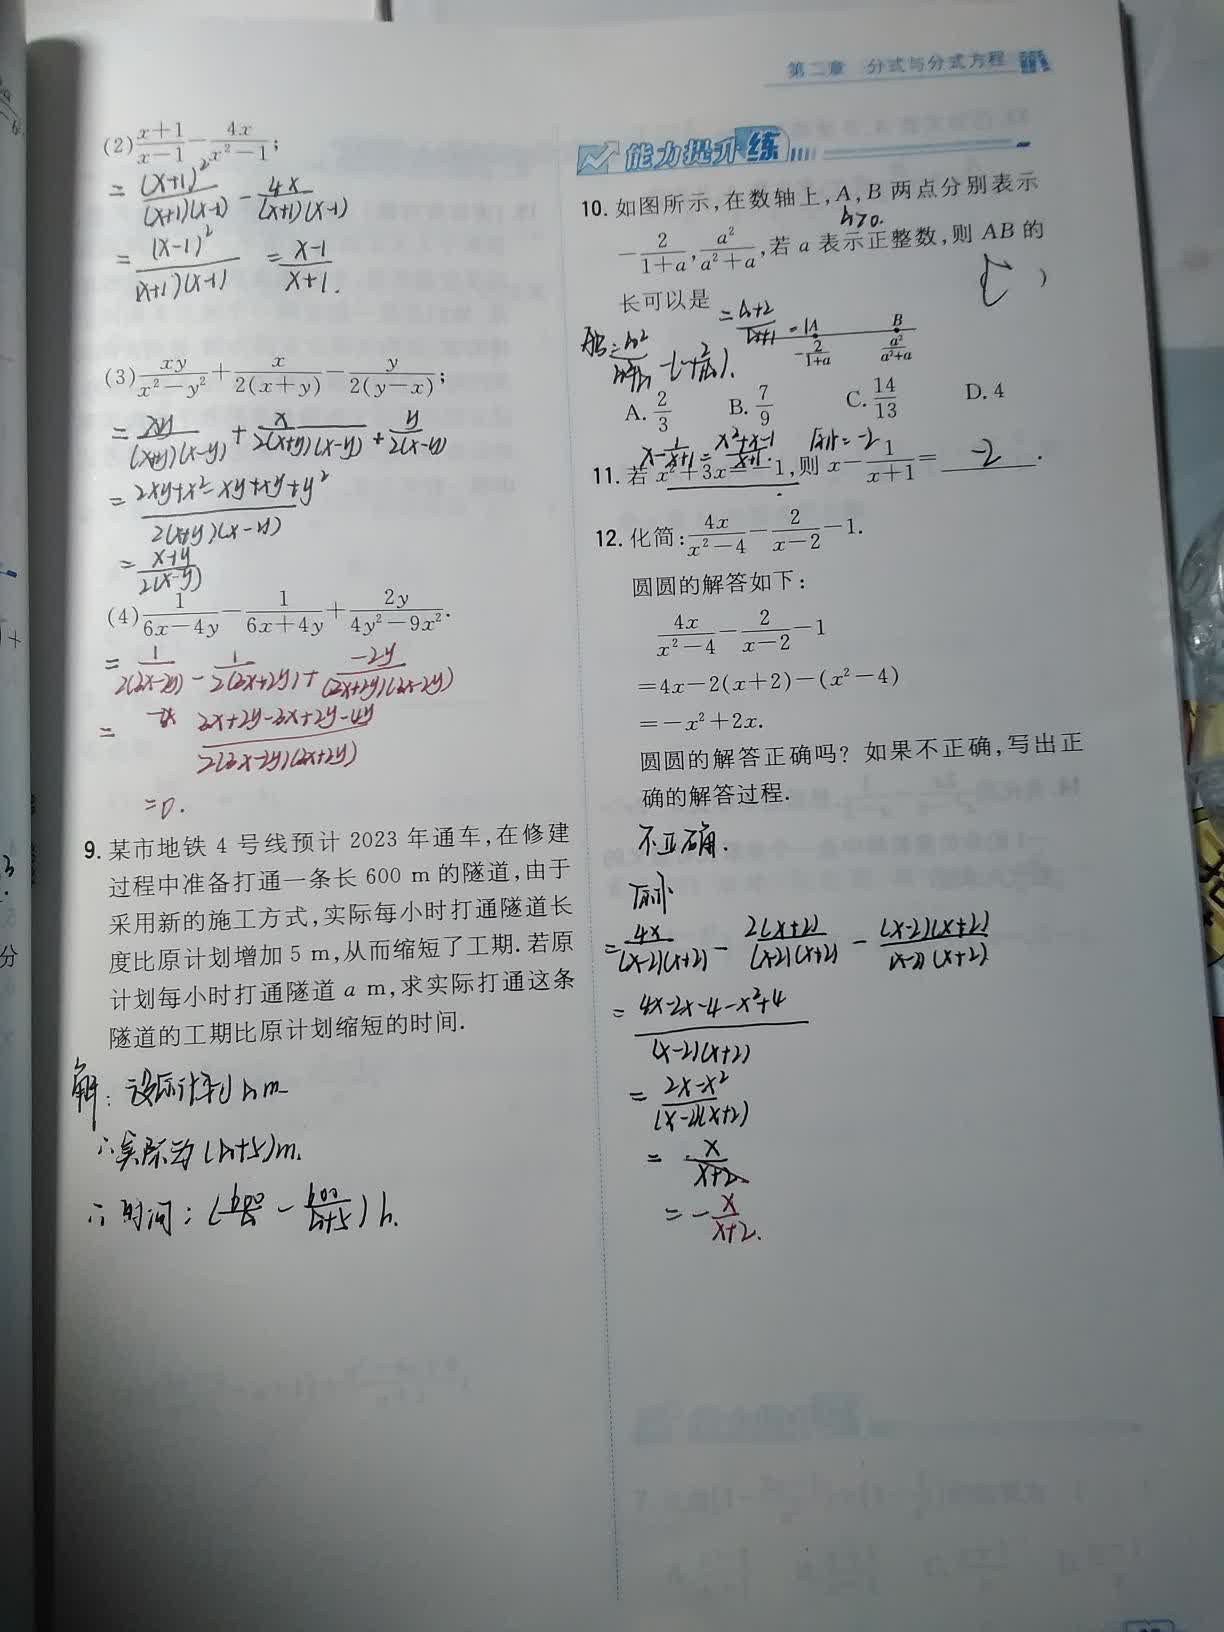 第二章 分式与分式方程
(2) \frac{x+1}{x-1} - \frac{4x}{x^2-1};
= \frac{(x+1)^2}{(x+1)(x-1)} - \frac{4x}{(x+1)(x-1)}
= \frac{(x-1)^2}{(x+1)(x-1)} = \frac{x-1}{x+1}.
(3) \frac{xy}{x^2-y^2} + \frac{x}{2(x+y)} - \frac{y}{2(y-x)};
= \frac{xy}{(x+y)(x-y)} + \frac{x}{2(x+y)(x-y)} + \frac{y}{2(x-y)}
= \frac{2xy+x^2-xy+xy+y^2}{2(x+y)(x-y)}
= \frac{x+y}{2(x-y)}
(4) \frac{1}{6x-4y} - \frac{1}{6x+4y} + \frac{2y}{4y^2-9x^2}.
= \frac{1}{2(3x-2y)} - \frac{1}{2(3x+2y)} + \frac{-2y}{(3x+2y)(3x-2y)}
= \frac{3x+2y-3x+2y-4y}{2(3x-2y)(3x+2y)}
=0.
9. 某市地铁 4 号线预计 2023 年通车,在修建
过程中准备打通一条长 600 m 的隧道,由于
采用新的施工方式,实际每小时打通隧道长
度比原计划增加 5 m,从而缩短了工期.若原
计划每小时打通隧道 a m,求实际打通这条
隧道的工期比原计划缩短的时间.
∴实际为(a+5)m.
∴时间:(\frac{600}{a} - \frac{600}{a+5})h.
能力提升练
10. 如图所示,在数轴上,A,B 两点分别表示
a>0.
-\frac{2}{1+a}, \frac{a^2}{a^2+a},若 a 表示正整数,则 AB 的
长可以是 ( C )
AB = \frac{a^2}{a^2+a} - (-\frac{2}{1+a}).
= \frac{a+2}{a+1}
A B
-\frac{2}{1+a} \frac{a^2}{a^2+a}
A. \frac{2}{3} B. \frac{7}{9} C. \frac{14}{13} D. 4
x-\frac{1}{x+1} = \frac{x^2+x-1}{x+1}. 原式=-2
11. 若 x^2+3x=-1,则 x-\frac{1}{x+1}= -2 .
12. 化简: \frac{4x}{x^2-4} - \frac{2}{x-2} - 1.
圆圆的解答如下:
\frac{4x}{x^2-4} - \frac{2}{x-2} - 1
=4x-2(x+2)-(x^2-4)
=-x^2+2x.
圆圆的解答正确吗? 如果不正确,写出正
确的解答过程.
不正确.
原式
= \frac{4x}{(x-2)(x+2)} - \frac{2(x+2)}{(x-2)(x+2)} - \frac{(x-2)(x+2)}{(x-2)(x+2)}
= \frac{4x-2x-4-x^2+4}{(x-2)(x+2)}
= \frac{2x-x^2}{(x-2)(x+2)}
= \frac{x}{x+2}
= -\frac{x}{x+2}.